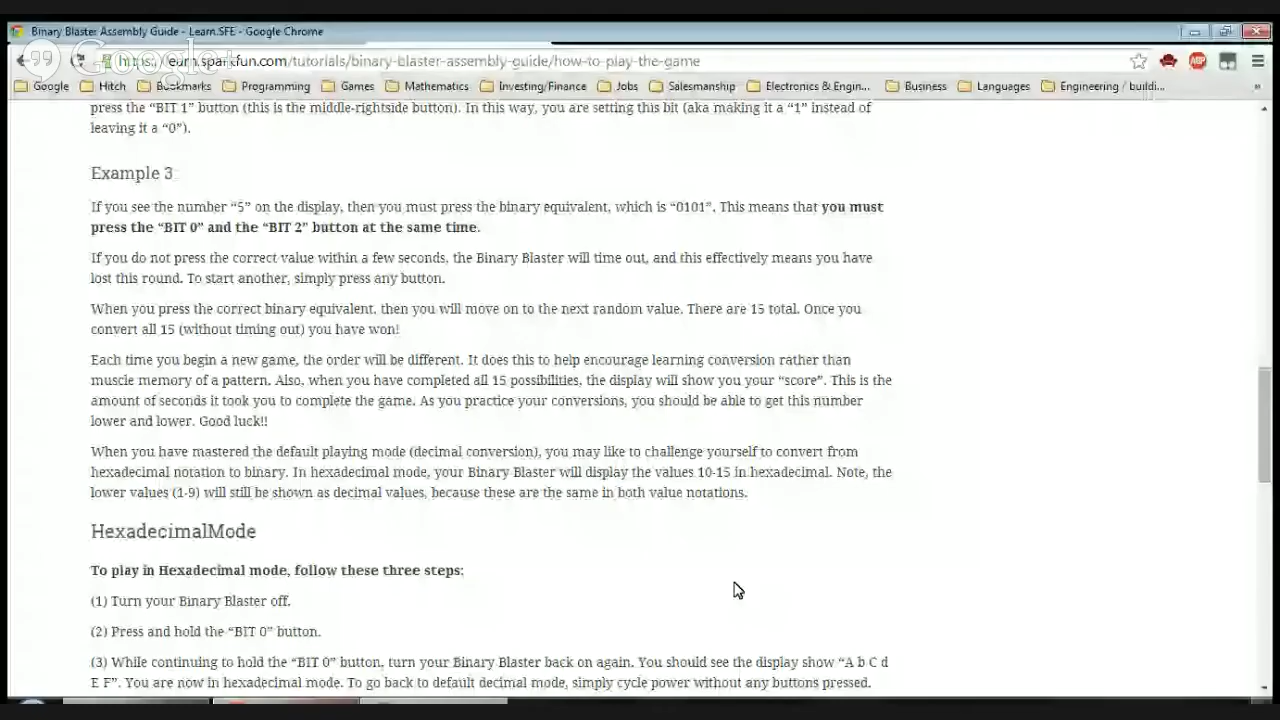 Binary Blaster Assembly Guide - Learn.SFE - Google Chrome
Google+
https://learn.sparkfun.com/tutorials/binary-blaster-assembly-guide/how-to-play-the-game
Google Hitch Bookmarks Programming Games Mathematics Investing/Finance Jobs Salesmanship Electronics & Engin... Business Languages Engineering / buildi... »
press the “BIT 1” button (this is the middle-rightside button). In this way, you are setting this bit (aka making it a “1” instead of
leaving it a “0”).
Example 3
If you see the number “5” on the display, then you must press the binary equivalent, which is “0101”. This means that you must
press the “BIT 0” and the “BIT 2” button at the same time.
If you do not press the correct value within a few seconds, the Binary Blaster will time out, and this effectively means you have
lost this round. To start another, simply press any button.
When you press the correct binary equivalent, then you will move on to the next random value. There are 15 total. Once you
convert all 15 (without timing out) you have won!
Each time you begin a new game, the order will be different. It does this to help encourage learning conversion rather than
muscle memory of a pattern. Also, when you have completed all 15 possibilities, the display will show you your “score”. This is the
amount of seconds it took you to complete the game. As you practice your conversions, you should be able to get this number
lower and lower. Good luck!!
When you have mastered the default playing mode (decimal conversion), you may like to challenge yourself to convert from
hexadecimal notation to binary. In hexadecimal mode, your Binary Blaster will display the values 10-15 in hexadecimal. Note, the
lower values (1-9) will still be shown as decimal values, because these are the same in both value notations.
HexadecimalMode
To play in Hexadecimal mode, follow these three steps:
(1) Turn your Binary Blaster off.
(2) Press and hold the “BIT 0” button.
(3) While continuing to hold the “BIT 0” button, turn your Binary Blaster back on again. You should see the display show “A b C d
E F”. You are now in hexadecimal mode. To go back to default decimal mode, simply cycle power without any buttons pressed.